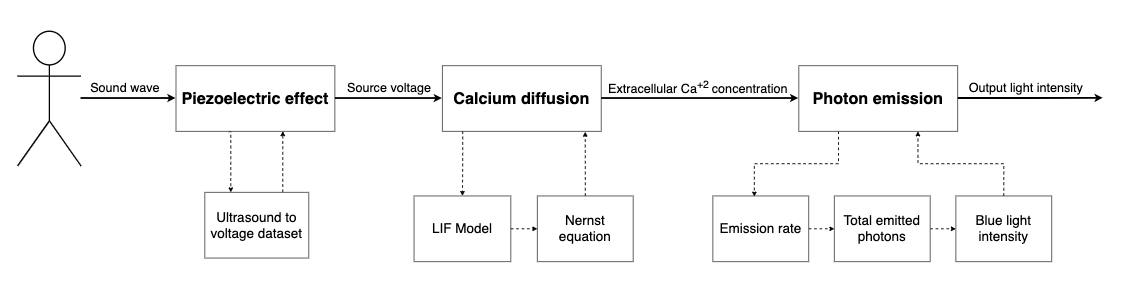 Sound wave
Piezoelectric effect
Source voltage
Calcium diffusion
Extracellular Ca⁺² concentration
Photon emission
Output light intensity
Ultrasound to
voltage dataset
LIF Model
Nernst
equation
Emission rate
Total emitted
photons
Blue light
intensity